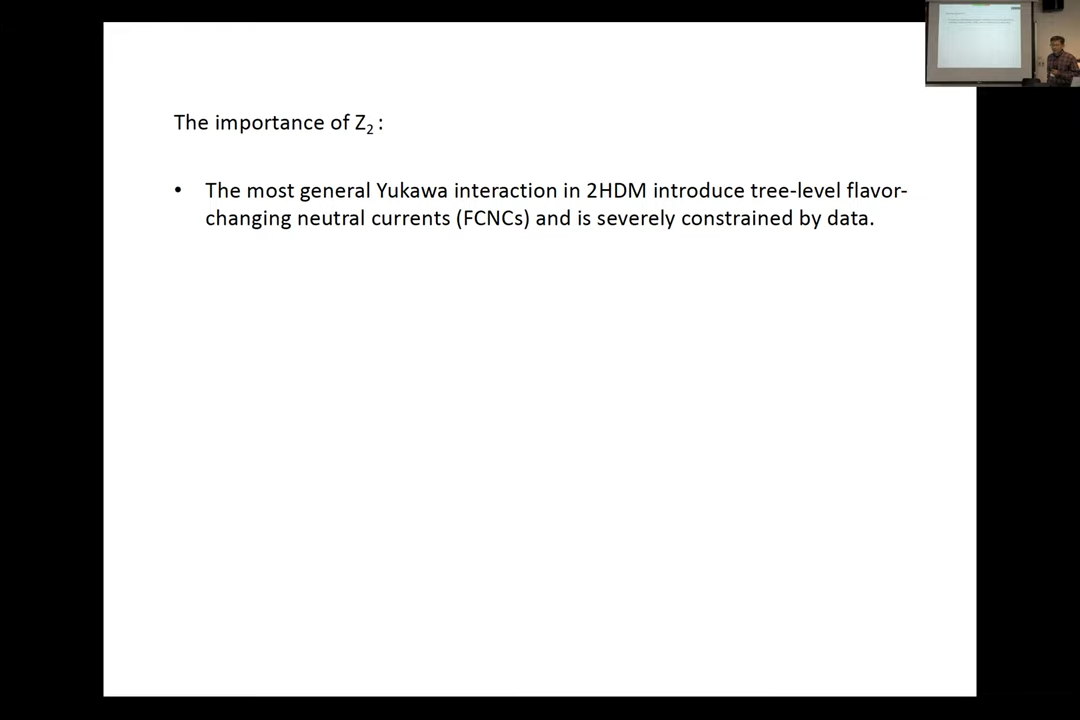 The importance of Z₂ :
• The most general Yukawa interaction in 2HDM introduce tree-level flavor-
changing neutral currents (FCNCs) and is severely constrained by data.